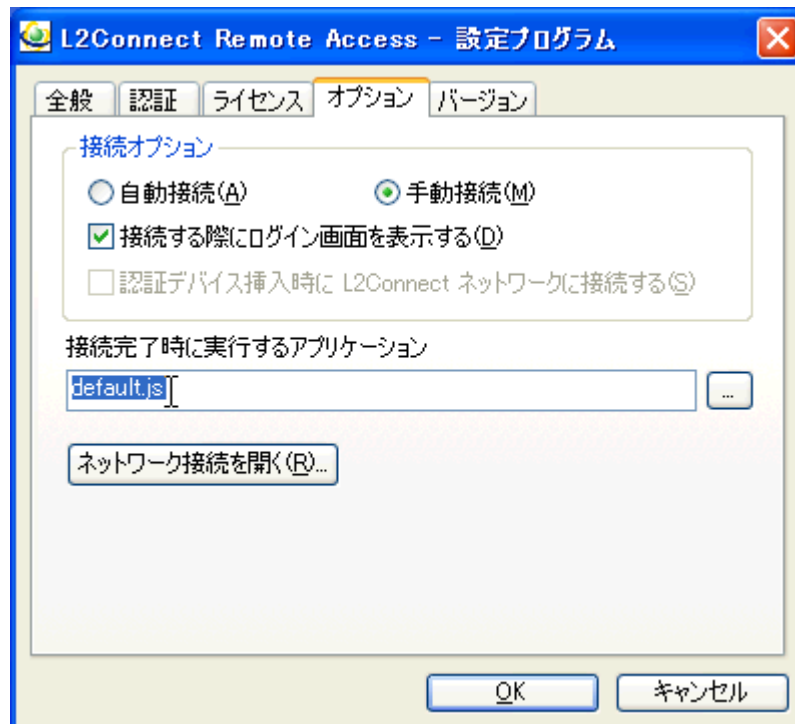 L2Connect Remote Access - 設定プログラム
全般 認証 ライセンス オプション バージョン
接続オプション
自動接続(A) 手動接続(M)
接続する際にログイン画面を表示する(D)
認証デバイス挿入時に L2Connect ネットワークに接続する(S)
接続完了時に実行するアプリケーション
default.js ...
ネットワーク接続を開く(R)...
OK キャンセル